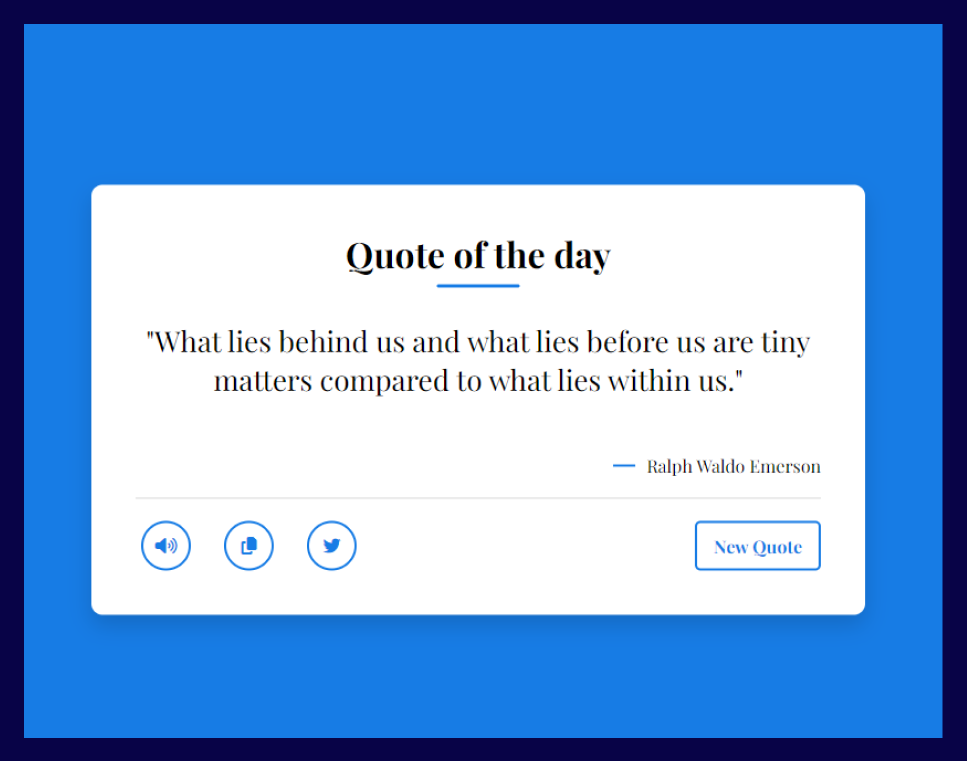 Quote of the day
"What lies behind us and what lies before us are tiny
matters compared to what lies within us."
Ralph Waldo Emerson
New Quote